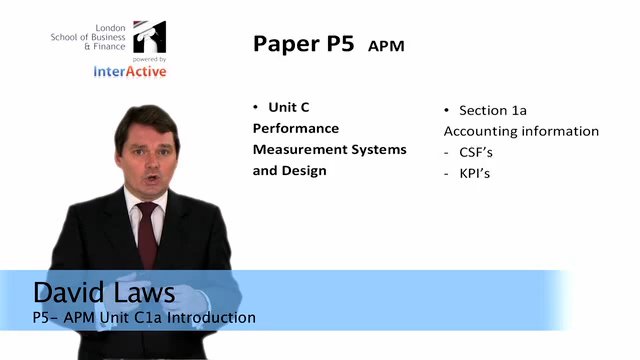 London
School of Business
& Finance
powered by
InterActive
Paper P5 APM
• Unit C
Performance
Measurement Systems
and Design
• Section 1a
Accounting information
- CSF's
- KPI's
David Laws
P5- APM Unit C1a Introduction